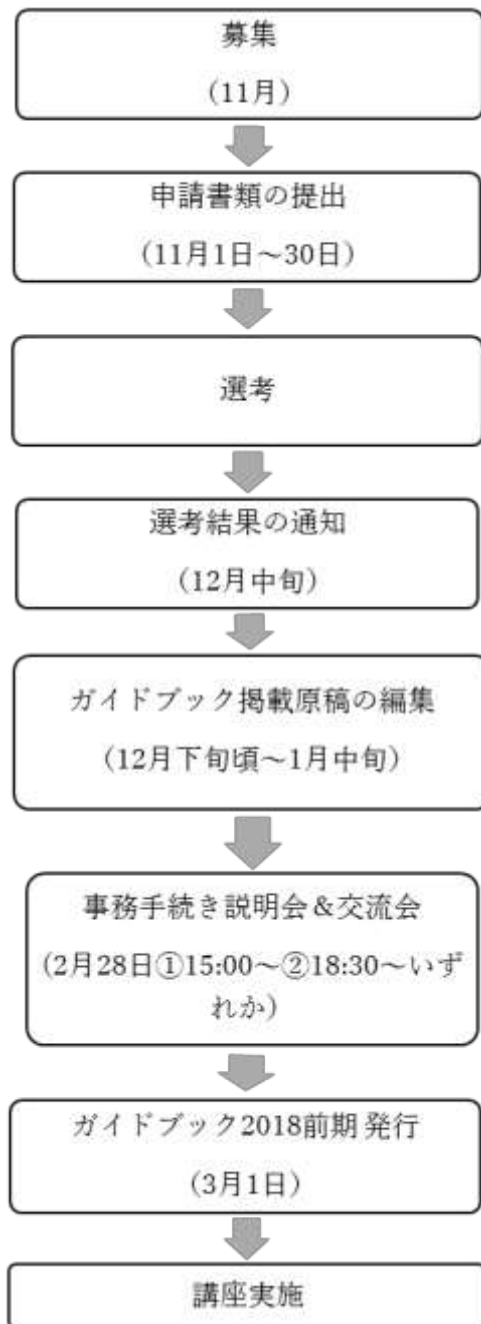 募集
(11月)
申請書類の提出
(11月1日～30日)
選考
選考結果の通知
(12月中旬)
ガイドブック掲載原稿の編集
(12月下旬頃～1月中旬)
事務手続き説明会＆交流会
(2月28日①15:00～②18:30～いず
れか)
ガイドブック2018前期 発行
(3月1日)
講座実施